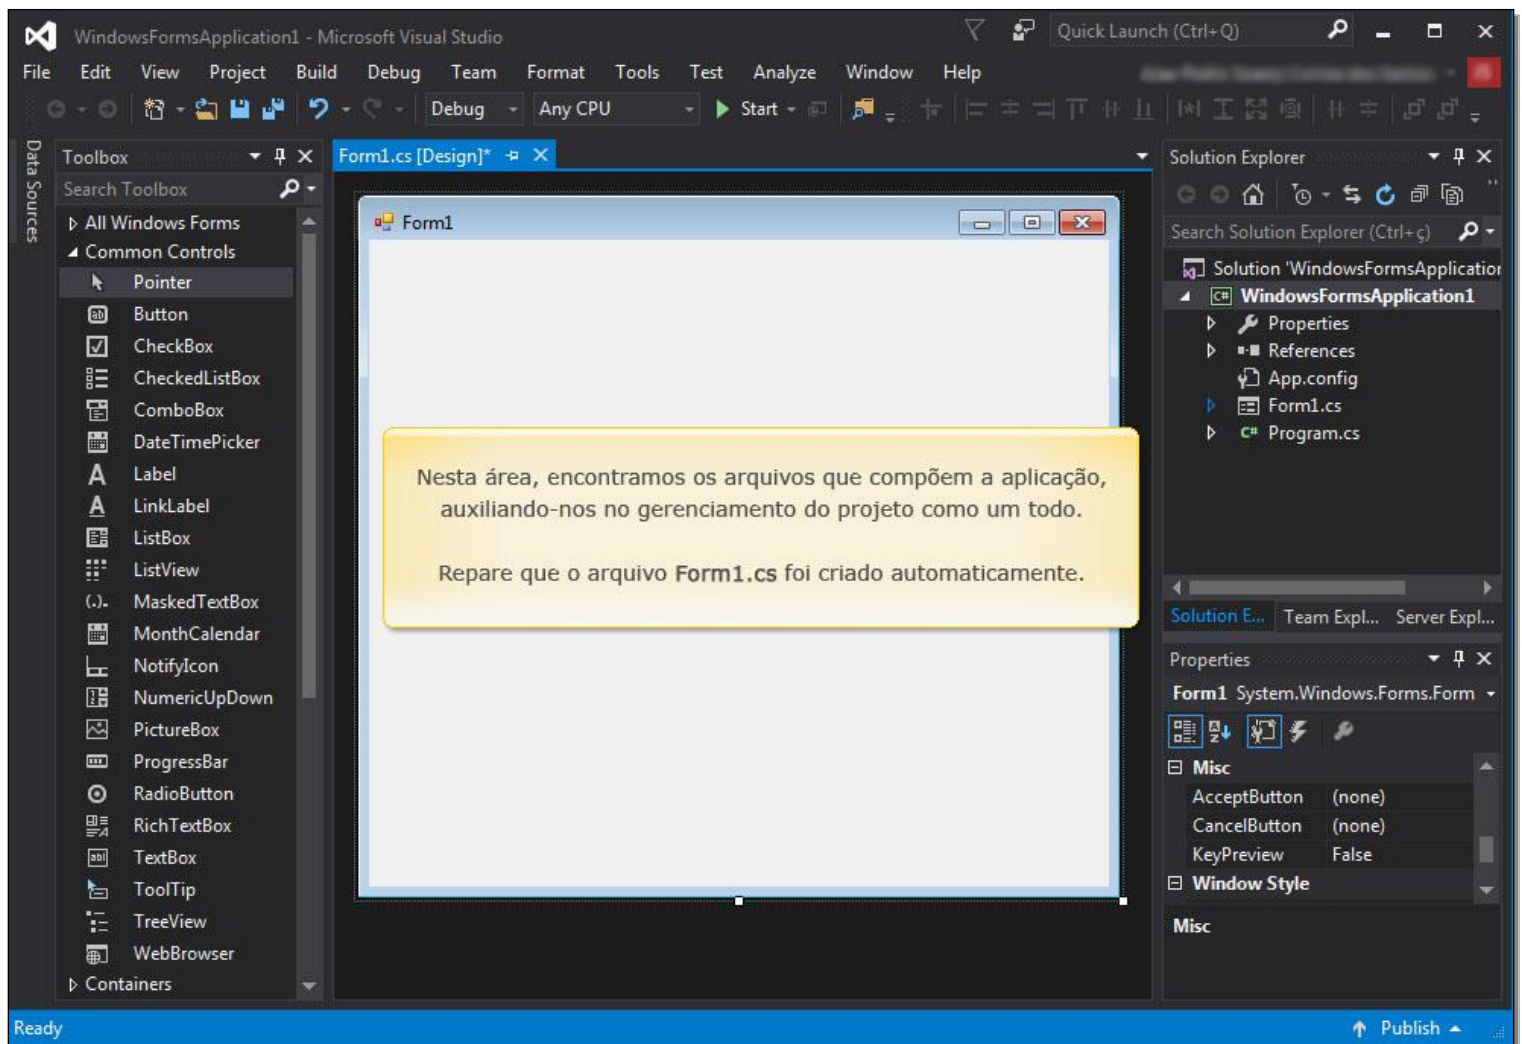 WindowsFormsApplication1 - Microsoft Visual Studio
Quick Launch (Ctrl+Q)
File Edit View Project Build Debug Team Format Tools Test Analyze Window Help
Debug Any CPU Start
Data Sources
Toolbox
Search Toolbox
All Windows Forms
Common Controls
Pointer
Button
CheckBox
CheckedListBox
ComboBox
DateTimePicker
Label
LinkLabel
ListBox
ListView
MaskedTextBox
MonthCalendar
NotifyIcon
NumericUpDown
PictureBox
ProgressBar
RadioButton
RichTextBox
TextBox
ToolTip
TreeView
WebBrowser
Containers
Form1.cs [Design]*
Form1
Nesta área, encontramos os arquivos que compõem a aplicação,
auxiliando-nos no gerenciamento do projeto como um todo.
Repare que o arquivo Form1.cs foi criado automaticamente.
Solution Explorer
Search Solution Explorer (Ctrl+ç)
Solution 'WindowsFormsApplication
WindowsFormsApplication1
Properties
References
App.config
Form1.cs
C# Program.cs
Solution E... Team Expl... Server Expl...
Properties
Form1 System.Windows.Forms.Form
Misc
AcceptButton (none)
CancelButton (none)
KeyPreview False
Window Style
Misc
Ready
Publish